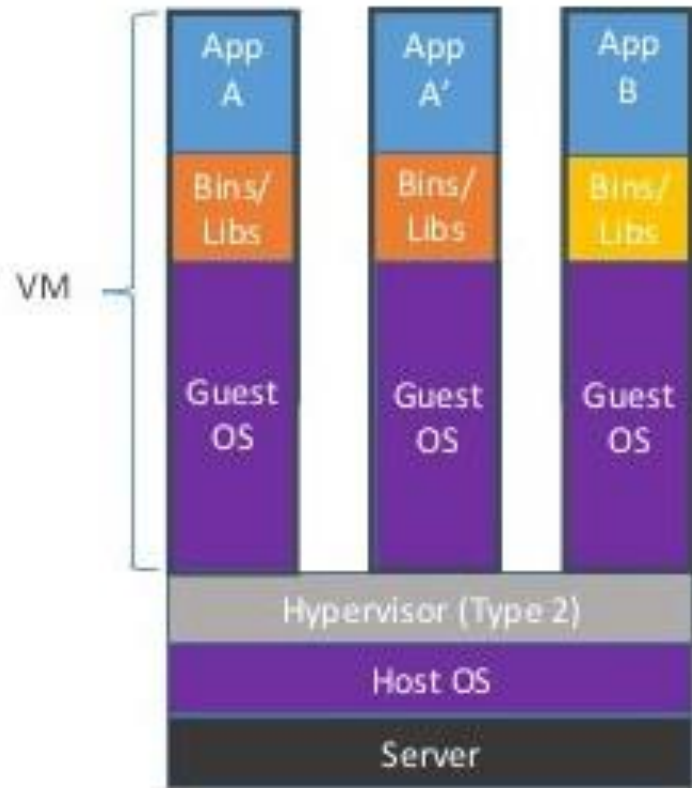 App
A
App
A'
App
B
Bins/
Libs
Bins/
Libs
Bins/
Libs
VM
Guest
OS
Guest
OS
Guest
OS
Hypervisor (Type 2)
Host OS
Server